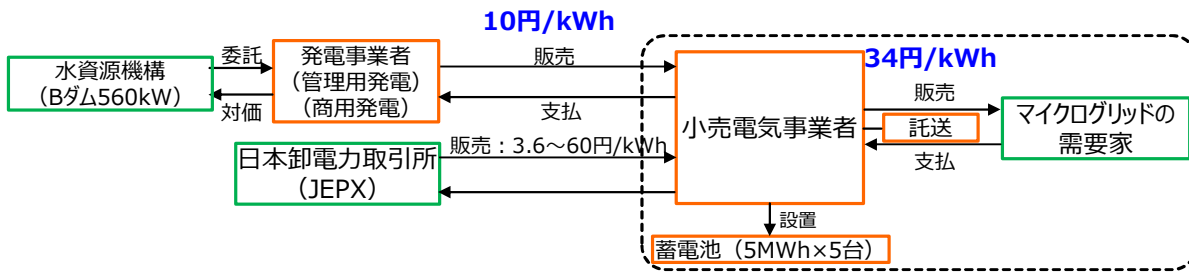 10円/kWh
委託
水資源機構
(Bダム560kW)
対価
発電事業者
(管理用発電)
(商用発電)
販売
支払
34円/kWh
小売電気事業者
販売
託送
支払
マイクログリッドの
需要家
日本卸電力取引所
(JEPX)
販売：3.6～60円/kWh
設置
蓄電池（5MWh×5台）